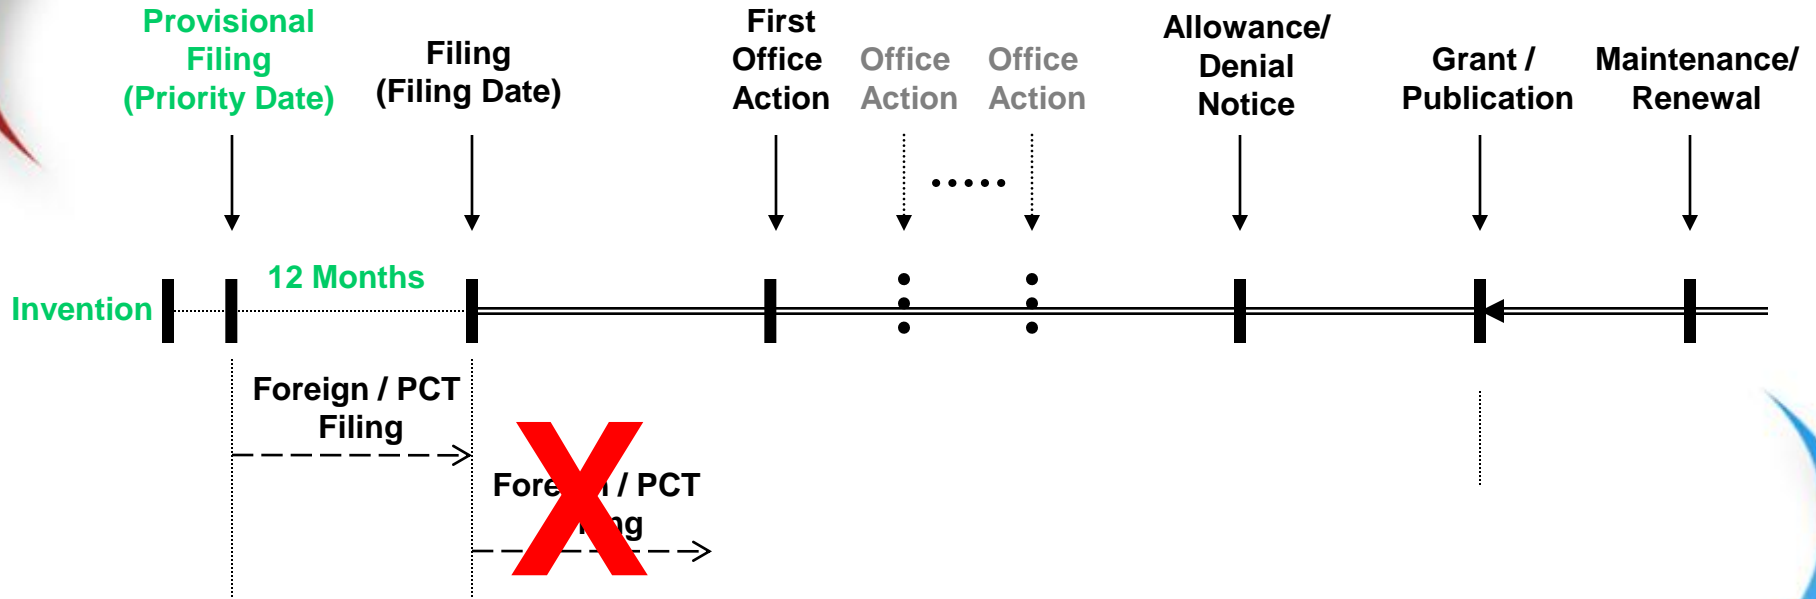 Provisional
Filing
(Priority Date)
Filing
(Filing Date)
First
Office
Action
Office
Action
Office
Action
Allowance/
Denial
Notice
Grant /
Publication
Maintenance/
Renewal
12 Months
Invention
Foreign / PCT
Filing
/ PCT